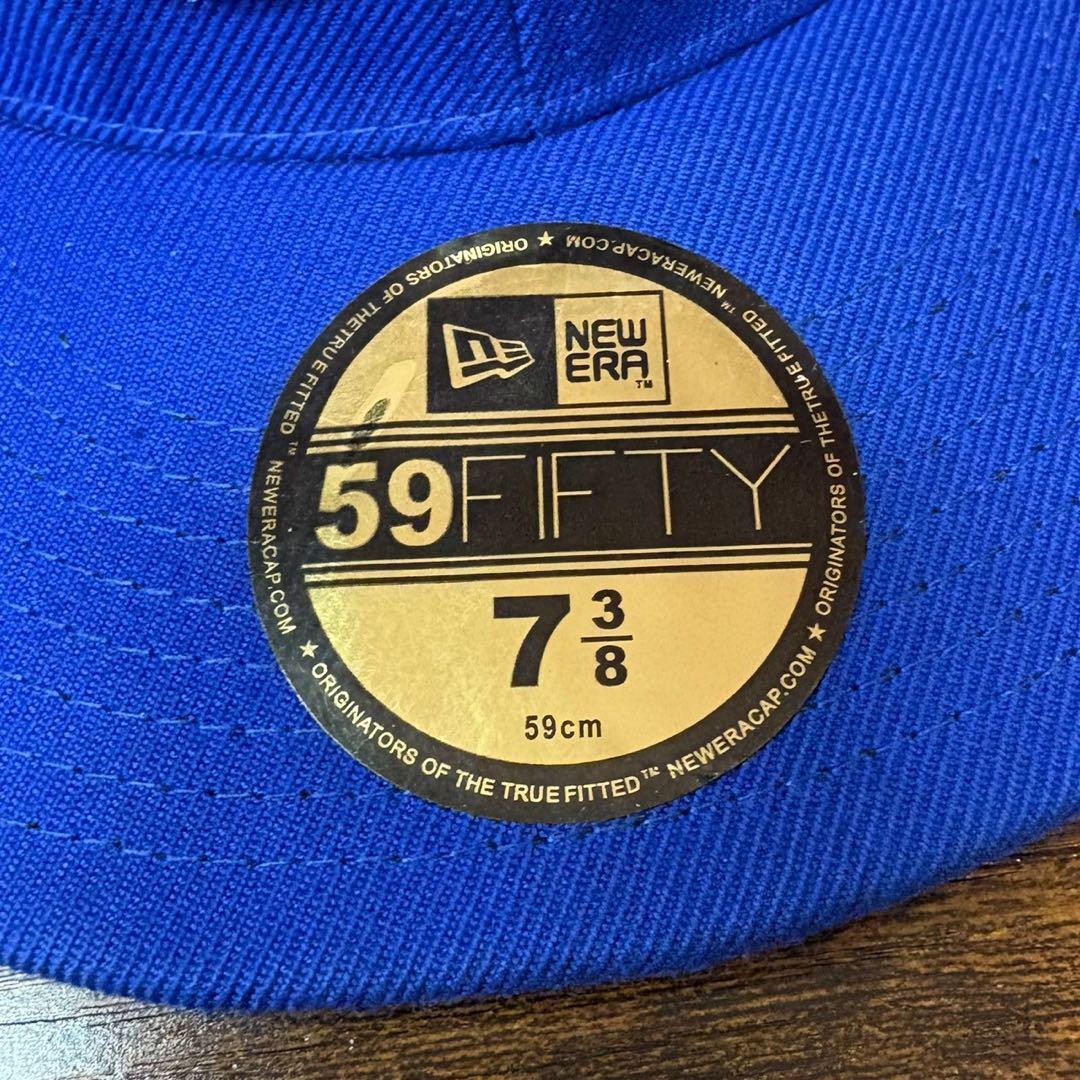 NEW
ERA™
59FIFTY
7 3/8
59cm
ORIGINATORS OF THE TRUE FITTED™ NEWERACAP.COM ★
ORIGINATORS OF THE TRUE FITTED™ NEWERACAP.COM ★
ORIGINATORS OF THE TRUE FITTED™ NEWERACAP.COM ★